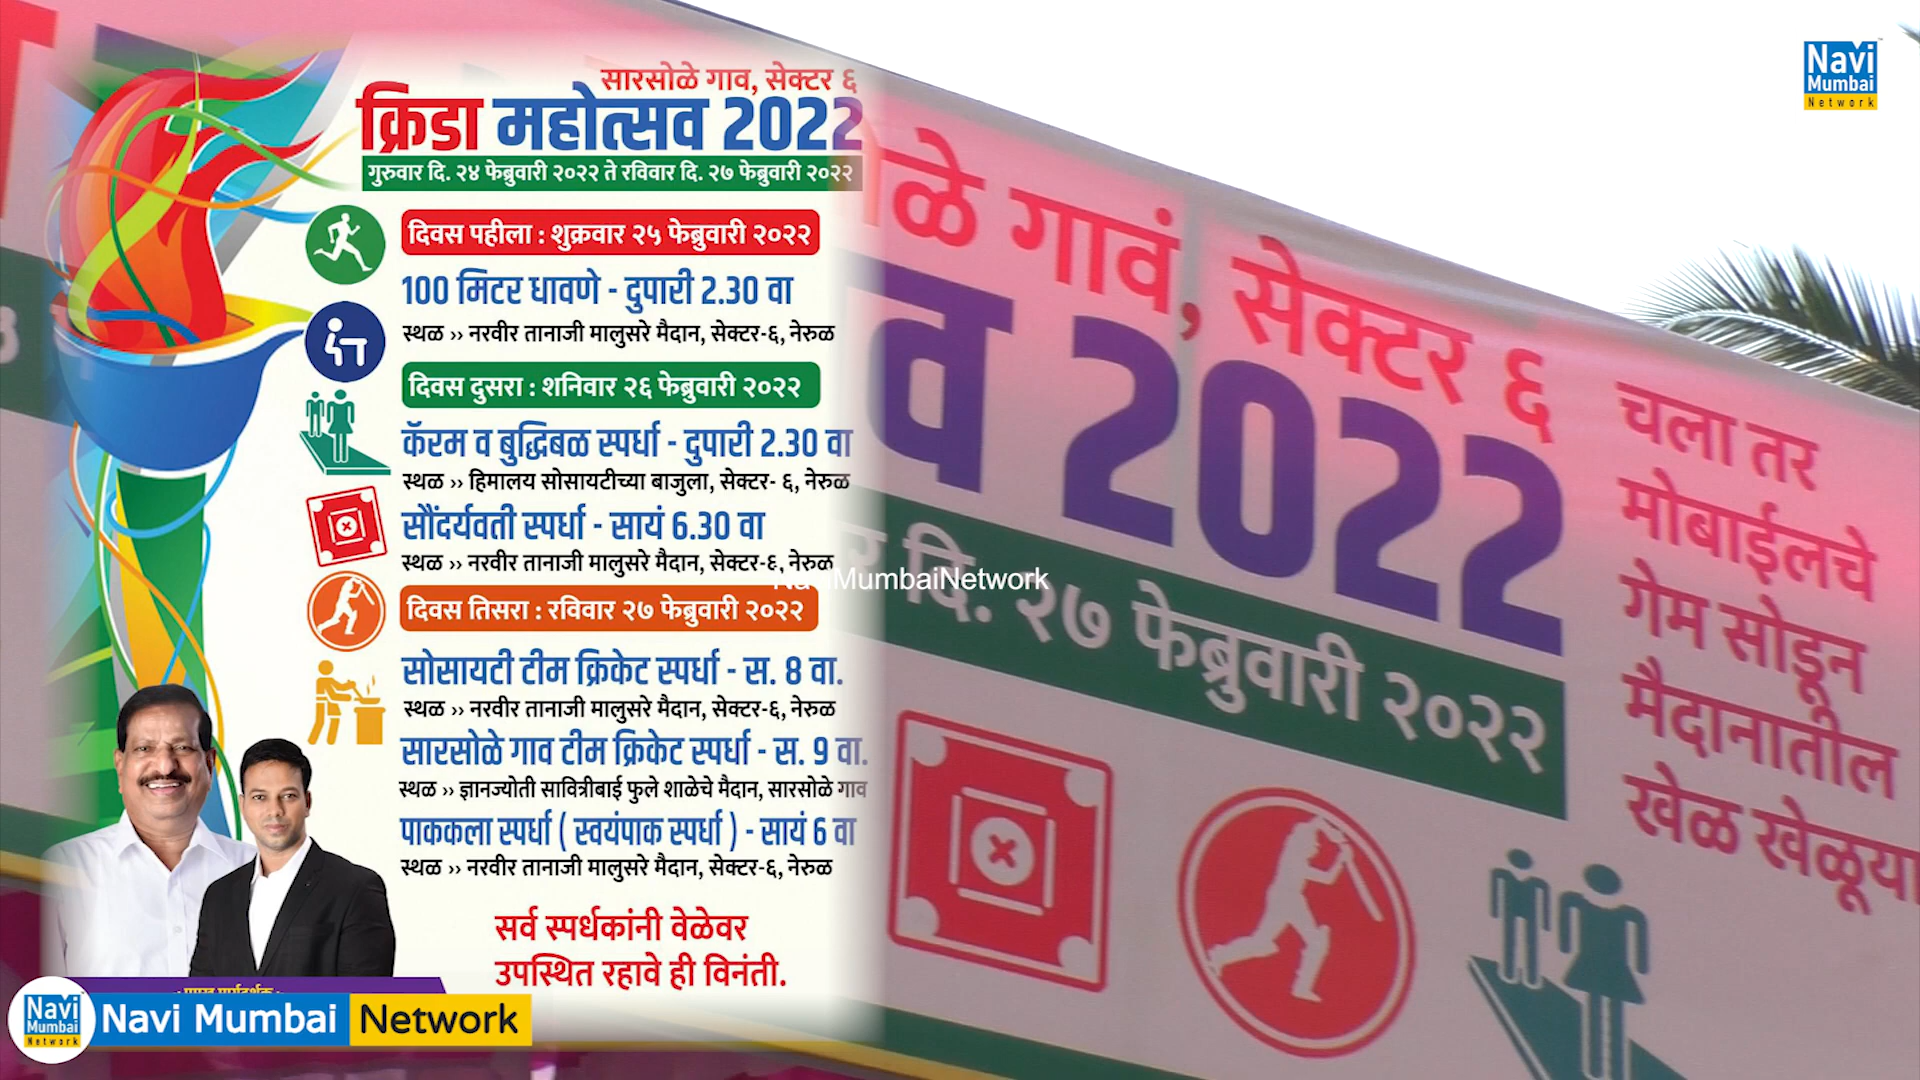 सारसोळे गाव, सेक्टर ६
क्रिडा महोत्सव 2022
गुरुवार दि. २४ फेब्रुवारी २०२२ ते रविवार दि. २७ फेब्रुवारी २०२२
दिवस पहीला : शुक्रवार २५ फेब्रुवारी २०२२
100 मिटर धावणे - दुपारी 2.30 वा
स्थळ ›› नरवीर तानाजी मालुसरे मैदान, सेक्टर-६, नेरुळ
दिवस दुसरा : शनिवार २६ फेब्रुवारी २०२२
कॅरम व बुद्धिबळ स्पर्धा - दुपारी 2.30 वा
स्थळ ›› हिमालय सोसायटीच्या बाजुला, सेक्टर- ६, नेरुळ
सौंदर्यवती स्पर्धा - सायं 6.30 वा
स्थळ ›› नरवीर तानाजी मालुसरे मैदान, सेक्टर-६, नेरुळ
दिवस तिसरा : रविवार २७ फेब्रुवारी २०२२
सोसायटी टीम क्रिकेट स्पर्धा - स. 8 वा.
स्थळ ›› नरवीर तानाजी मालुसरे मैदान, सेक्टर-६, नेरुळ
सारसोळे गाव टीम क्रिकेट स्पर्धा - स. 9 वा.
स्थळ ›› ज्ञानज्योती सावित्रीबाई फुले शाळेचे मैदान, सारसोळे गाव
पाककला स्पर्धा ( स्वयंपाक स्पर्धा ) - सायं 6 वा
स्थळ ›› नरवीर तानाजी मालुसरे मैदान, सेक्टर-६, नेरुळ
सर्व स्पर्धकांनी वेळेवर
उपस्थित रहावे ही विनंती.
Navi Mumbai Network
Navi
Mumbai
Network
NaviMumbaiNetwork
ळे गावं, सेक्टर ६
व 2022
र दि. २७ फेब्रुवारी २०२२
चला तर
मोबाईलचे
गेम सोडून
मैदानातील
खेळ खेळूया
Navi
Mumbai
Network